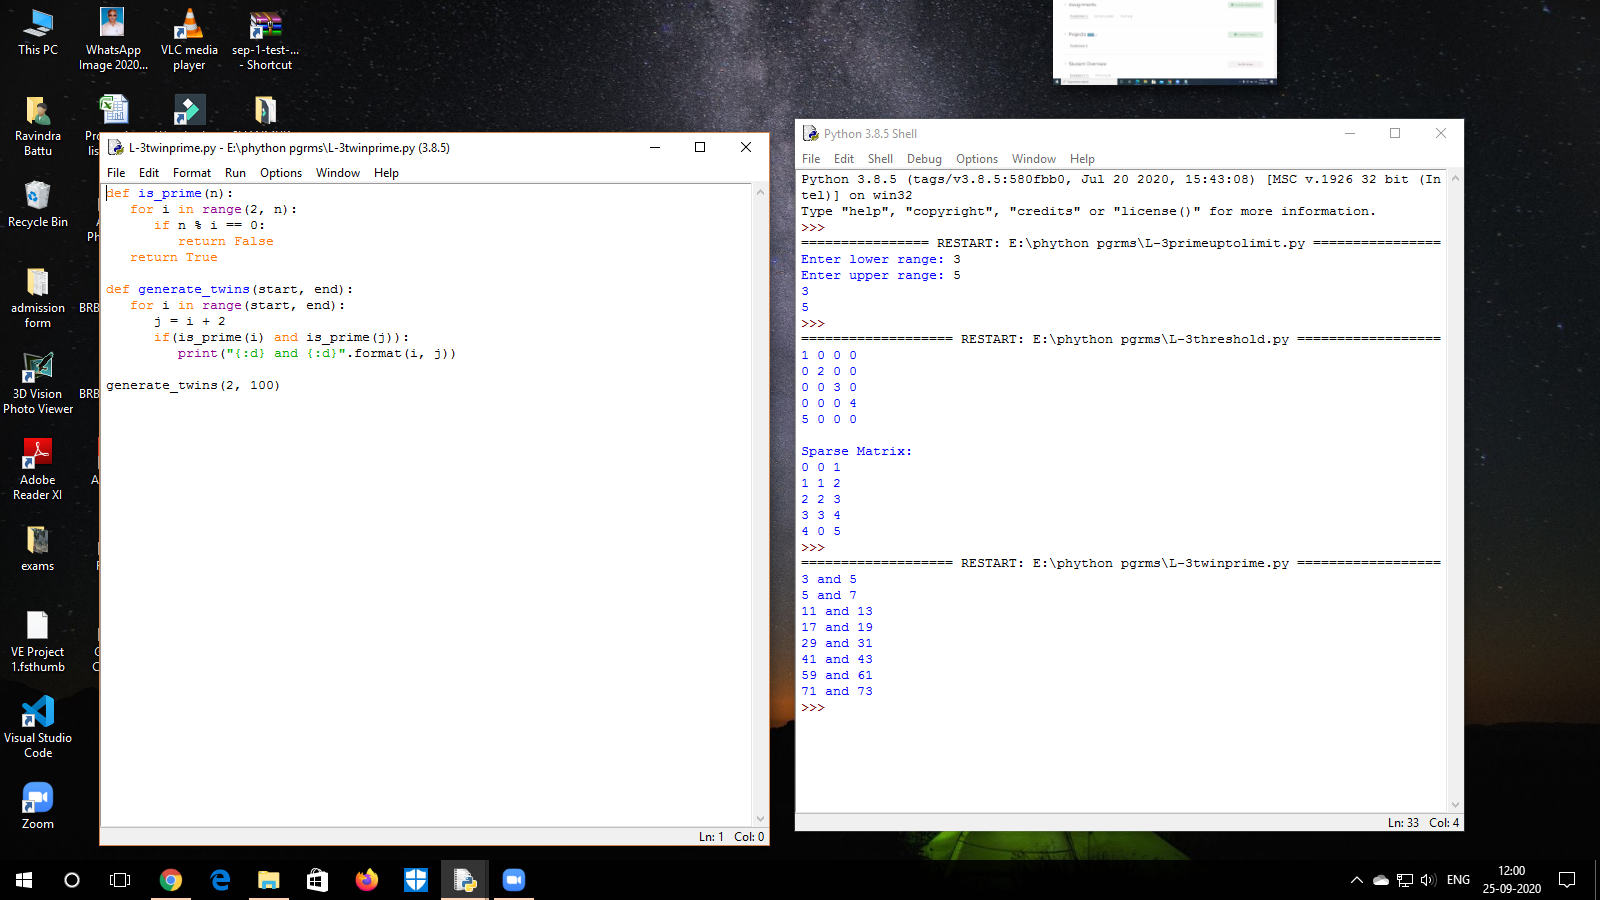 This PC
WhatsApp
Image 2020...
VLC media
player
sep-1-test-...
- Shortcut
Ravindra
Battu
Recycle Bin
admission
form
BRB
3D Vision
Photo Viewer
BRB
Adobe
Reader XI
exams
VE Project
1.fsthumb
Visual Studio
Code
Zoom
L-3twinprime.py - E:\phython pgrms\L-3twinprime.py (3.8.5)
File Edit Format Run Options Window Help
def is_prime(n):
   for i in range(2, n):
      if n % i == 0:
         return False
   return True
def generate_twins(start, end):
   for i in range(start, end):
      j = i + 2
      if(is_prime(i) and is_prime(j)):
         print("{:d} and {:d}".format(i, j))
generate_twins(2, 100)
Ln: 1 Col: 0
Assignments
Projects
Student Overview
Python 3.8.5 Shell
File Edit Shell Debug Options Window Help
Python 3.8.5 (tags/v3.8.5:580fbb0, Jul 20 2020, 15:43:08) [MSC v.1926 32 bit (In
tel)] on win32
Type "help", "copyright", "credits" or "license()" for more information.
>>>
================ RESTART: E:\phython pgrms\L-3primeuptolimit.py ================
Enter lower range: 3
Enter upper range: 5
3
5
>>>
=================== RESTART: E:\phython pgrms\L-3threshold.py ==================
1 0 0 0
0 2 0 0
0 0 3 0
0 0 0 4
5 0 0 0
Sparse Matrix:
0 0 1
1 1 2
2 2 3
3 3 4
4 0 5
>>>
=================== RESTART: E:\phython pgrms\L-3twinprime.py ==================
3 and 5
5 and 7
11 and 13
17 and 19
29 and 31
41 and 43
59 and 61
71 and 73
>>>
Ln: 33 Col: 4
ENG
12:00
25-09-2020